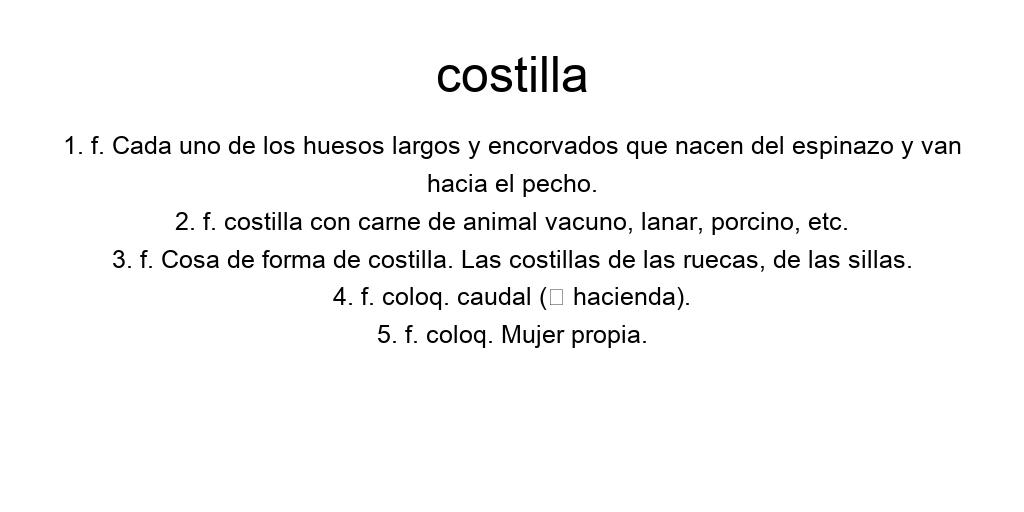 costilla
1. f. Cada uno de los huesos largos y encorvados que nacen del espinazo y van
hacia el pecho.
2. f. costilla con carne de animal vacuno, lanar, porcino, etc.
3. f. Cosa de forma de costilla. Las costillas de las ruecas, de las sillas.
4. f. coloq. caudal (□ hacienda).
5. f. coloq. Mujer propia.